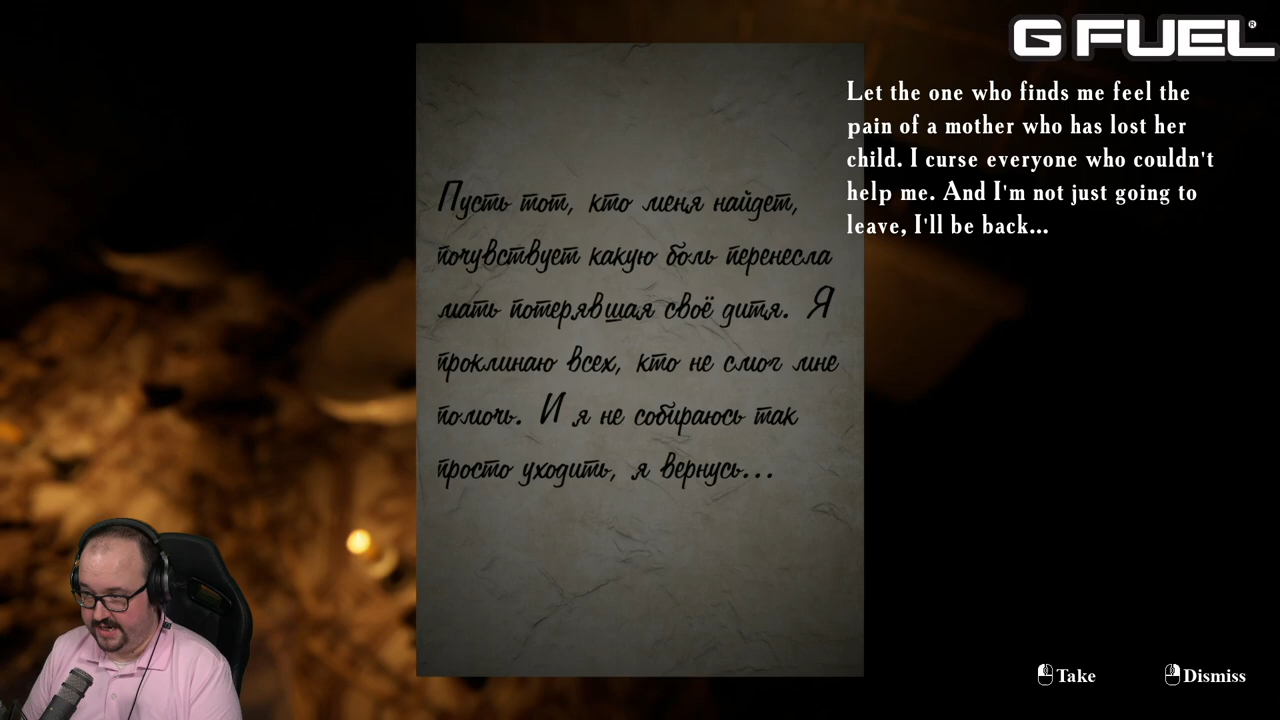 G FUEL
Let the one who finds me feel the
pain of a mother who has lost her
child. I curse everyone who couldn't
help me. And I'm not just going to
leave, I'll be back...
Пусть тот, кто меня найдет,
почувствует какую боль перенесла
мать потерявшая своё дитя. Я
проклинаю всех, кто не смог мне
помочь. И я не собираюсь так
просто уходить, я вернусь...
Take
Dismiss